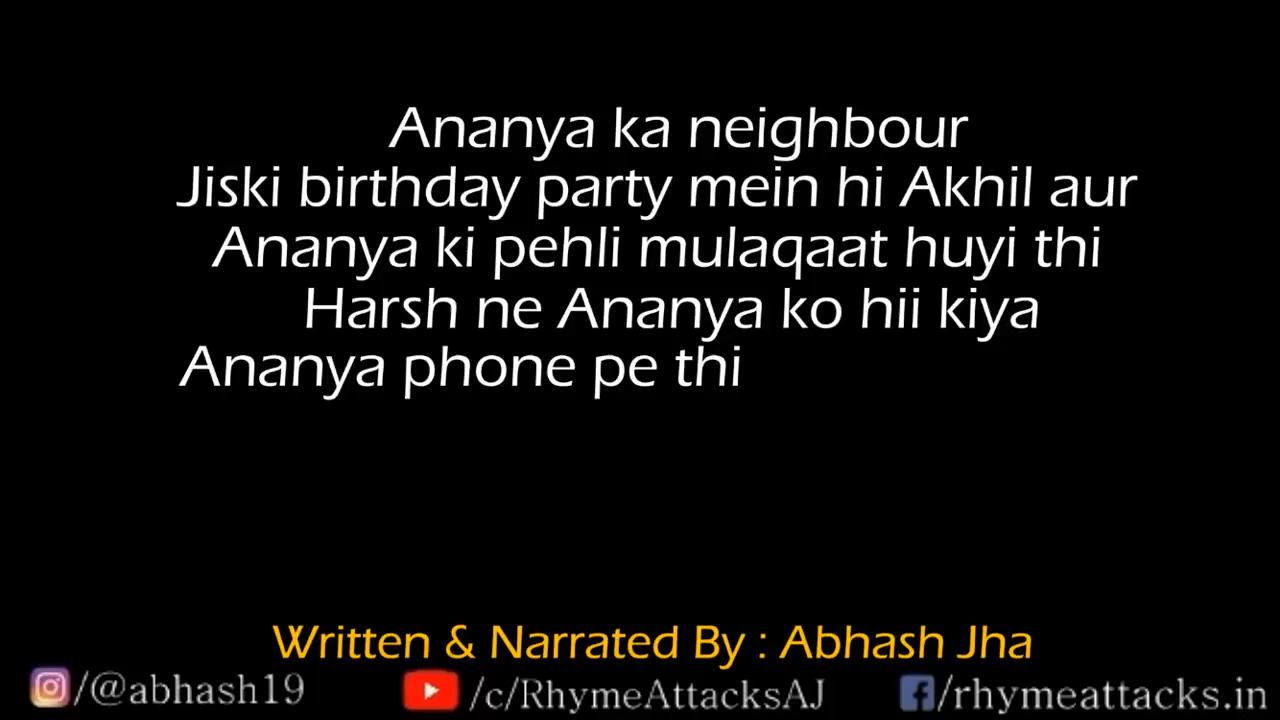 Ananya ka neighbour
Jiski birthday party mein hi Akhil aur
Ananya ki pehli mulaqaat huyi thi
Harsh ne Ananya ko hii kiya
Ananya phone pe thi
Written & Narrated By : Abhash Jha
/@abhash19 /c/RhymeAttacksAJ /rhymeattacks.in